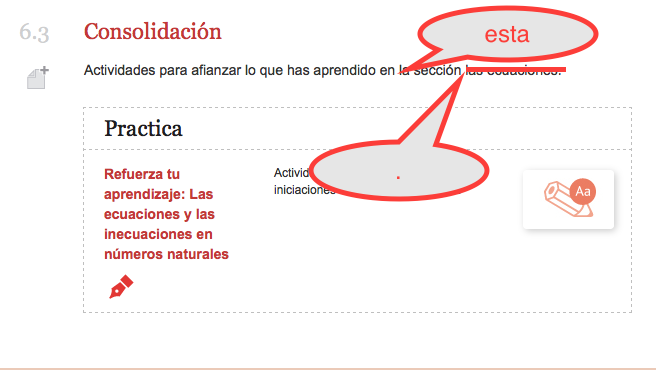 6.3 Consolidación
esta
Actividades para afianzar lo que has aprendido en la sección las ecuaciones.
Practica
Refuerza tu
aprendizaje: Las
ecuaciones y las
inecuaciones en
números naturales
iniciaciones
.
Aa